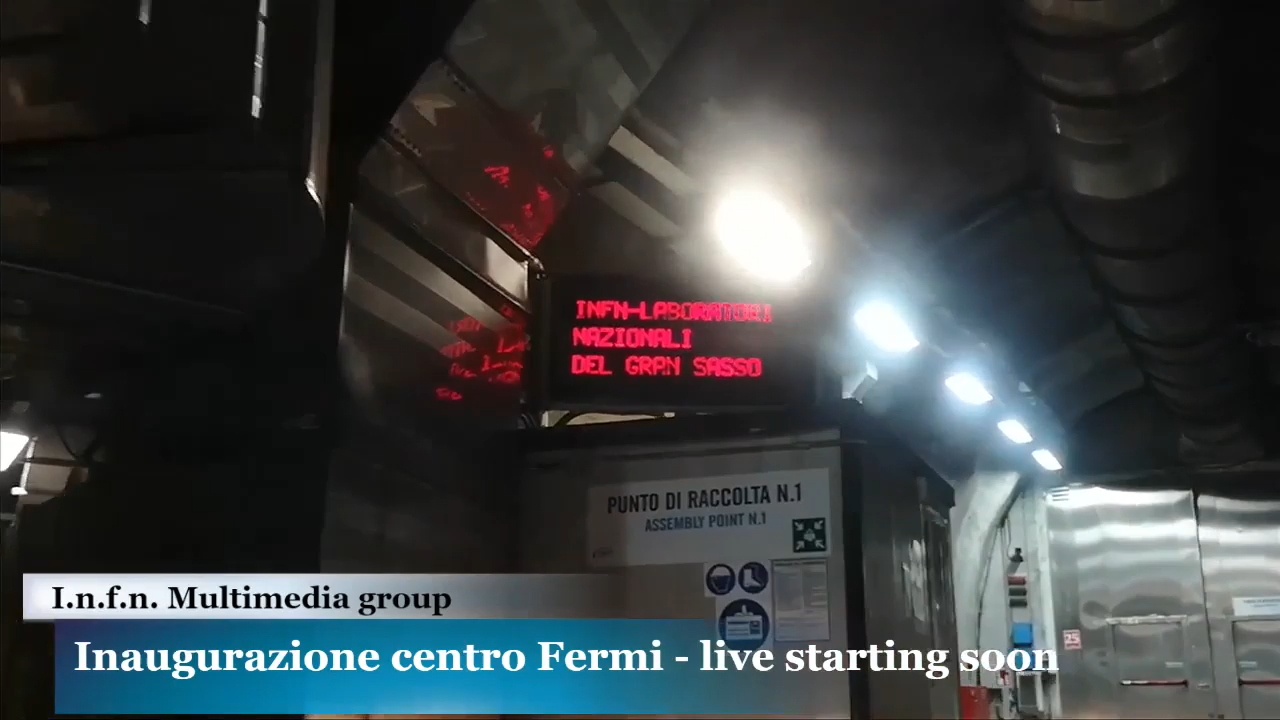 INFN-LABORATORI
NAZIONALI
DEL GRAN SASSO
PUNTO DI RACCOLTA N.1
ASSEMBLY POINT N.1
I.n.f.n. Multimedia group
Inaugurazione centro Fermi - live starting soon
25